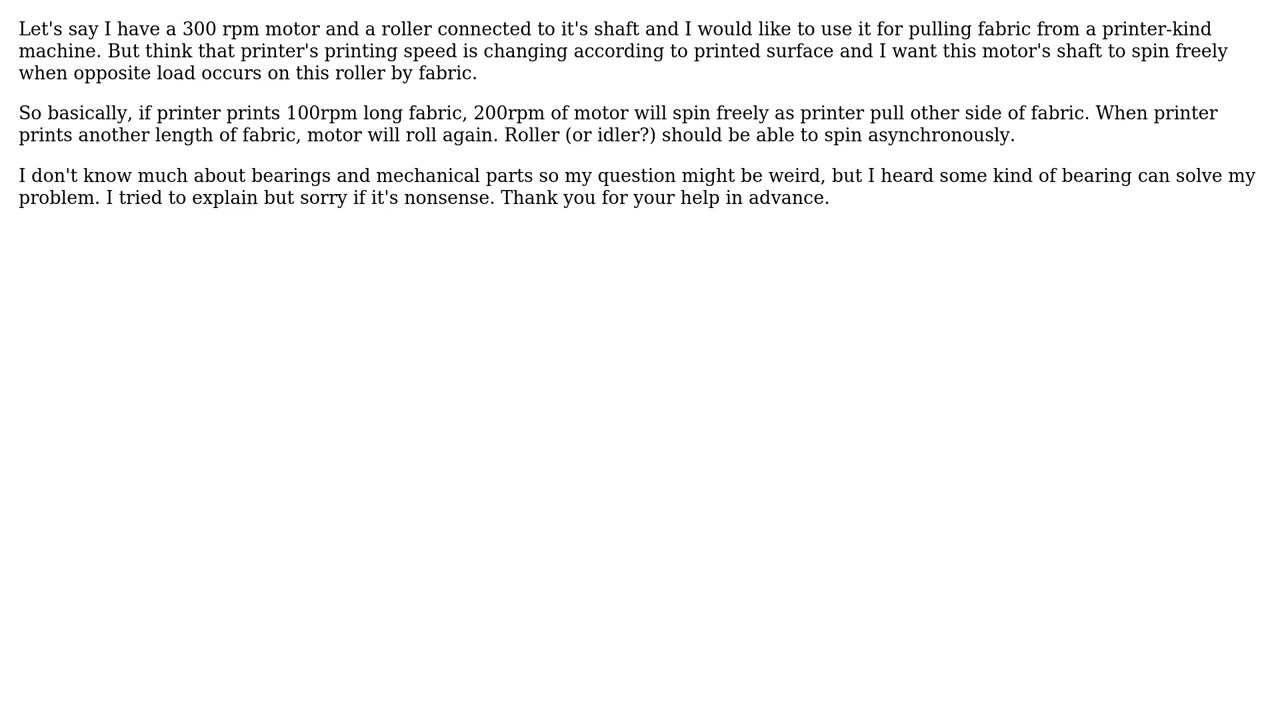 Let's say I have a 300 rpm motor and a roller connected to it's shaft and I would like to use it for pulling fabric from a printer-kind
machine. But think that printer's printing speed is changing according to printed surface and I want this motor's shaft to spin freely
when opposite load occurs on this roller by fabric.
So basically, if printer prints 100rpm long fabric, 200rpm of motor will spin freely as printer pull other side of fabric. When printer
prints another length of fabric, motor will roll again. Roller (or idler?) should be able to spin asynchronously.
I don't know much about bearings and mechanical parts so my question might be weird, but I heard some kind of bearing can solve my
problem. I tried to explain but sorry if it's nonsense. Thank you for your help in advance.